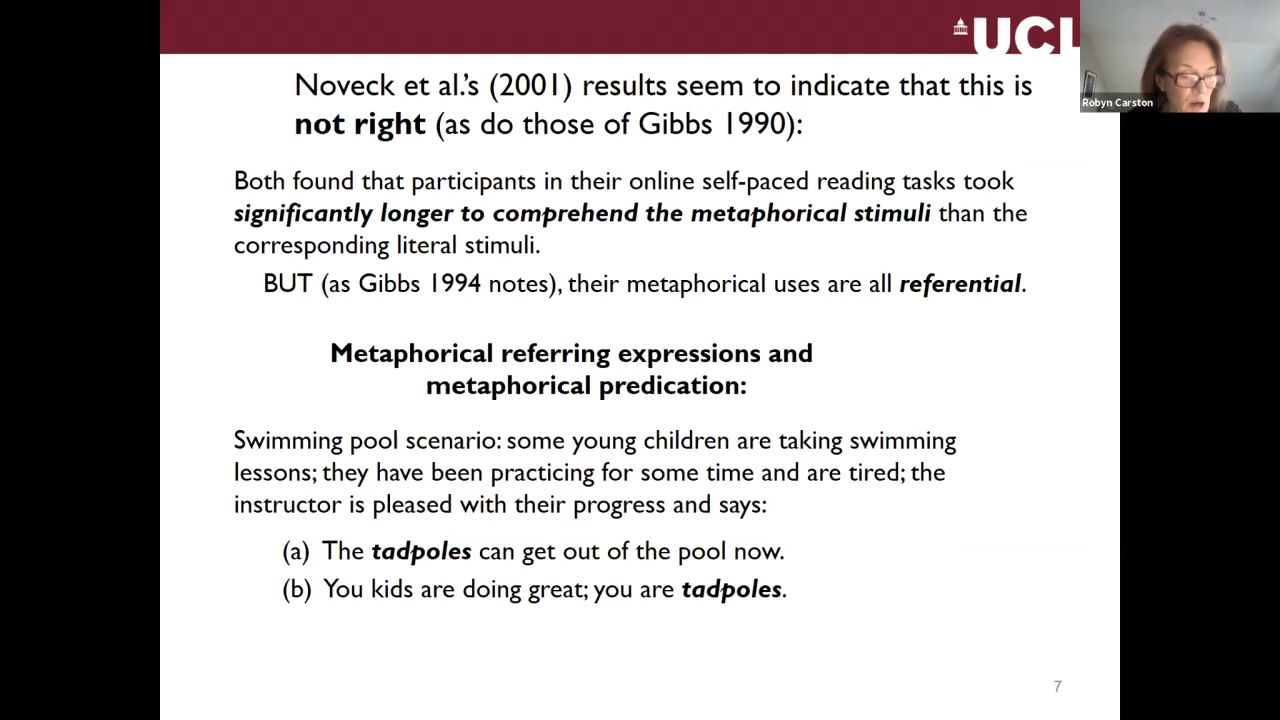 UCL
Robyn Carston
Noveck et al.'s (2001) results seem to indicate that this is
not right (as do those of Gibbs 1990):
Both found that participants in their online self-paced reading tasks took
significantly longer to comprehend the metaphorical stimuli than the
corresponding literal stimuli.
BUT (as Gibbs 1994 notes), their metaphorical uses are all referential.
Metaphorical referring expressions and
metaphorical predication:
Swimming pool scenario: some young children are taking swimming
lessons; they have been practicing for some time and are tired; the
instructor is pleased with their progress and says:
(a) The tadpoles can get out of the pool now.
(b) You kids are doing great; you are tadpoles.
7